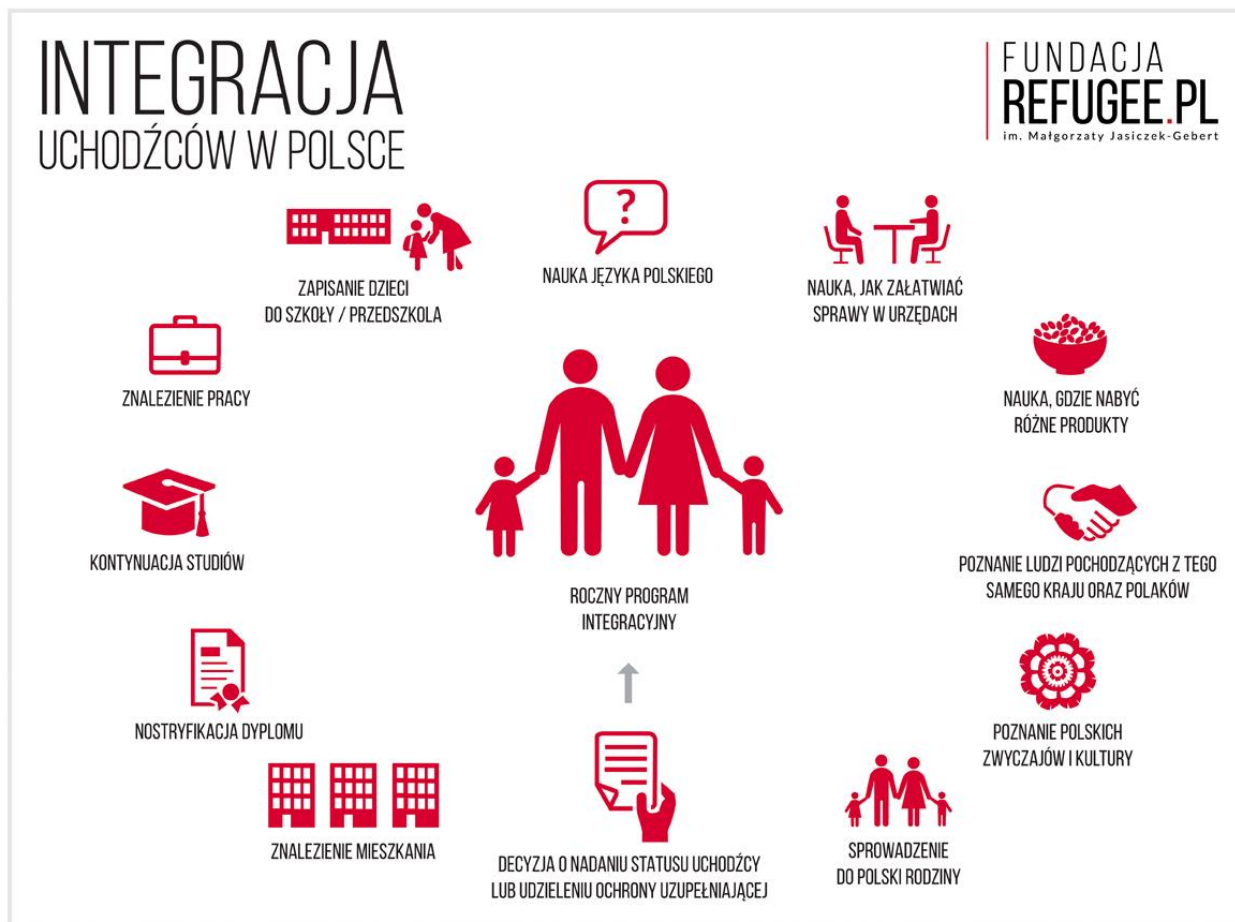 INTEGRACJA
UCHODŹCÓW W POLSCE
FUNDACJA
REFUGEE.PL
im. Małgorzaty Jasiczek-Gebert
ZAPISANIE DZIECI
DO SZKOŁY / PRZEDSZKOLA
?
NAUKA JĘZYKA POLSKIEGO
NAUKA, JAK ZAŁATWIAĆ
SPRAWY W URZĘDACH
ZNALEZIENIE PRACY
NAUKA, GDZIE NABYĆ
RÓŻNE PRODUKTY
KONTYNUACJA STUDIÓW
POZNANIE LUDZI POCHODZĄCYCH Z TEGO
SAMEGO KRAJU ORAZ POLAKÓW
ROCZNY PROGRAM
INTEGRACYJNY
NOSTRYFIKACJA DYPLOMU
POZNANIE POLSKICH
ZWYCZAJÓW I KULTURY
ZNALEZIENIE MIESZKANIA
DECYZJA O NADANIU STATUSU UCHODŹCY
LUB UDZIELENIU OCHRONY UZUPEŁNIAJĄCEJ
SPROWADZENIE
DO POLSKI RODZINY